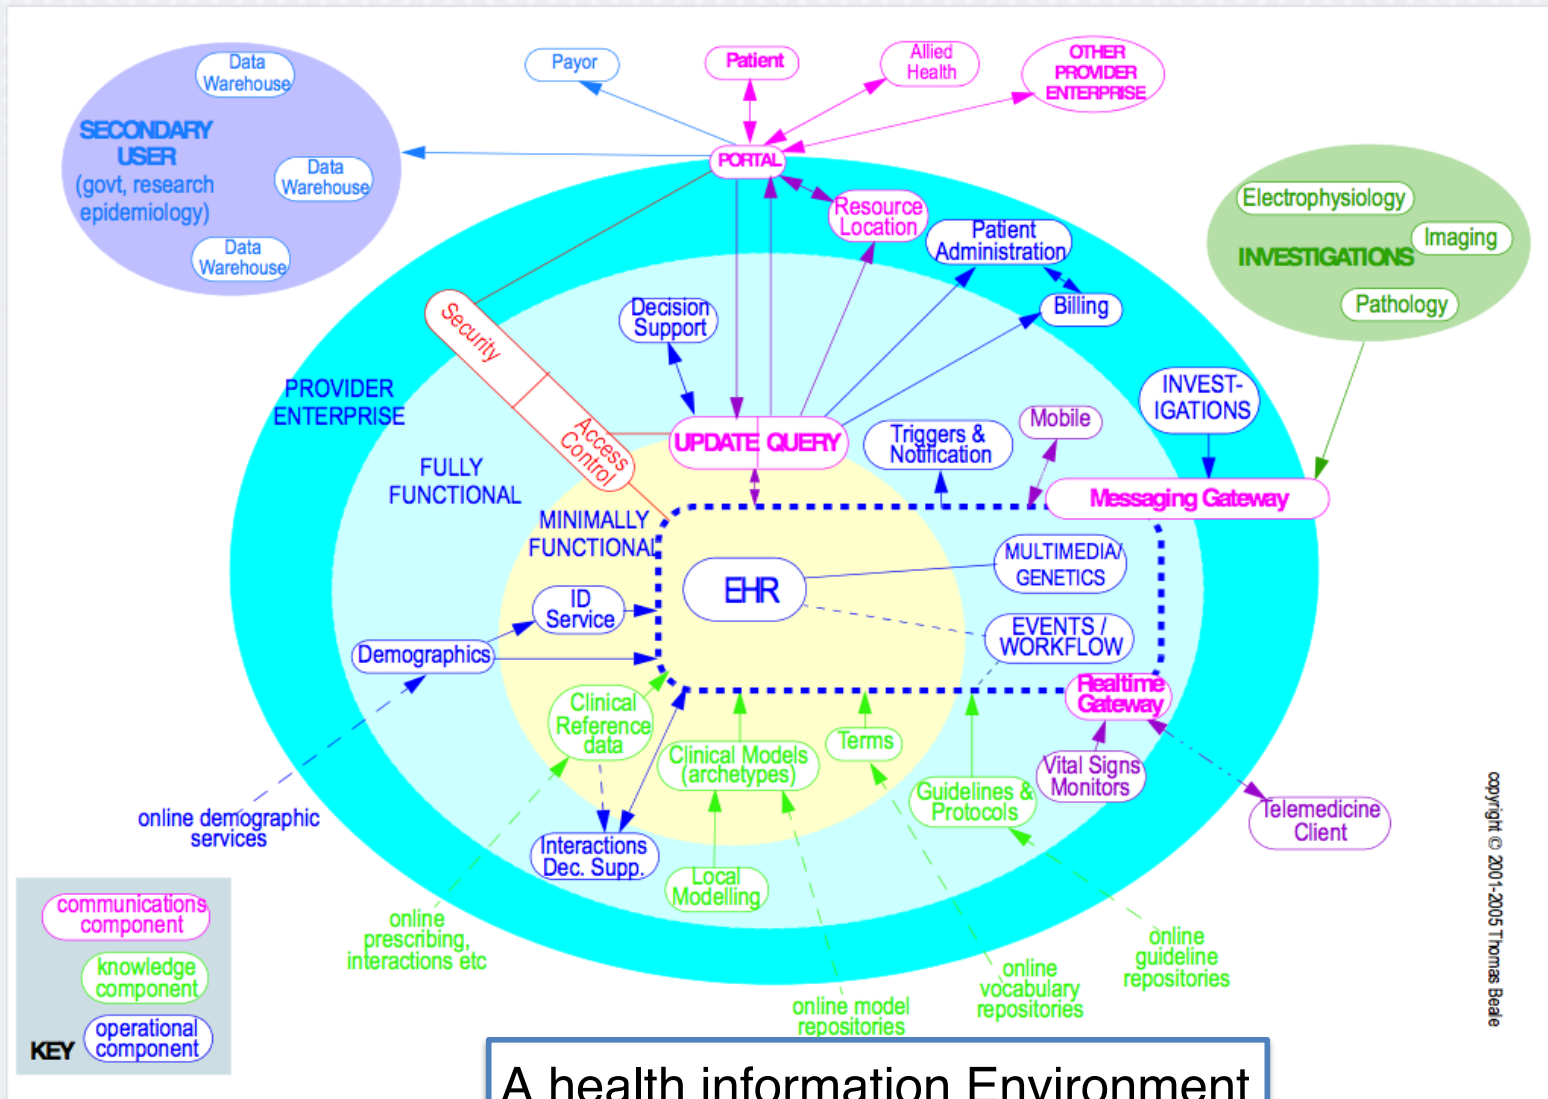 Data
Warehouse
SECONDARY
USER
(govt, research
epidemiology)
Data
Warehouse
Data
Warehouse
Payor
Patient
Allied
Health
OTHER
PROVIDER
ENTERPRISE
PORTAL
Resource
Location
Patient
Administration
Billing
Electrophysiology
Imaging
INVESTIGATIONS
Pathology
Security
Access
Control
Decision
Support
PROVIDER
ENTERPRISE
FULLY
FUNCTIONAL
MINIMALLY
FUNCTIONAL
UPDATE QUERY
Triggers &
Notification
Mobile
INVEST-
IGATIONS
Messaging Gateway
EHR
MULTIMEDIA/
GENETICS
EVENTS /
WORKFLOW
ID
Service
Demographics
Realtime
Gateway
Clinical
Reference
data
Clinical Models
(archetypes)
Terms
Guidelines &
Protocols
Vital Signs
Monitors
Telemedicine
Client
online demographic
services
Interactions
Dec. Supp.
Local
Modelling
online
prescribing,
interactions etc
online model
repositories
online
vocabulary
repositories
online
guideline
repositories
communications
component
knowledge
component
operational
component
KEY
copyright © 2001-2005 Thomas Beale
A health information Environment